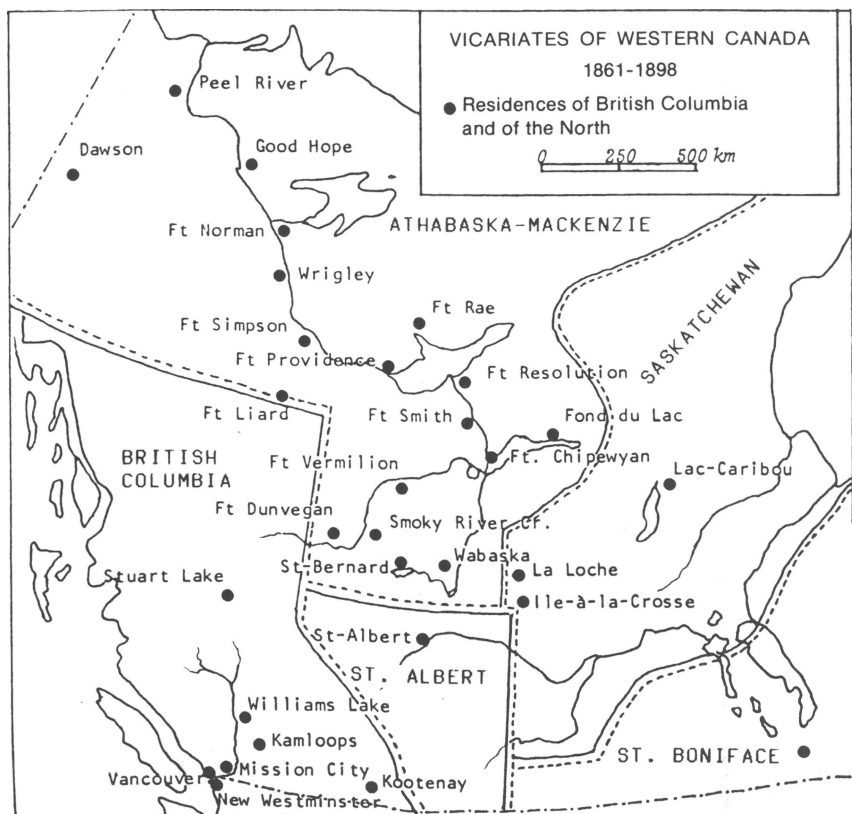 VICARIATES OF WESTERN CANADA
1861-1898
Residences of British Columbia
and of the North
0 250 500 km
Peel River
Dawson
Good Hope
Ft Norman
ATHABASKA-MACKENZIE
Wrigley
SASKATCHEWAN
Ft Rae
Ft Simpson
Ft Providence
Ft Resolution
Ft Liard
Ft Smith
Fond du Lac
BRITISH
COLUMBIA
Ft Vermilion
Ft. Chipewyan
Lac-Caribou
Ft Dunvegan
Smoky River Cr.
St-Bernard
Wabaska
La Loche
Stuart Lake
Ile-à-la-Crosse
St-Albert
ST. ALBERT
Williams Lake
Kamloops
ST. BONIFACE
Mission City
Vancouver
Kootenay
New Westminster